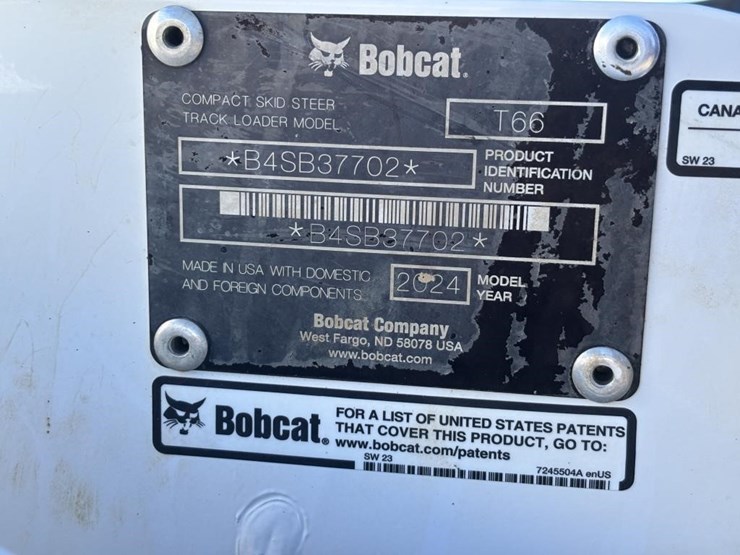 Bobcat.
COMPACT SKID STEER
TRACK LOADER MODEL
T66
*B4SB37702*
PRODUCT
IDENTIFICATION
NUMBER
*B4SB37702*
MADE IN USA WITH DOMESTIC
AND FOREIGN COMPONENTS
2024
MODEL
YEAR
Bobcat Company
West Fargo, ND 58078 USA
www.bobcat.com
CANA
SW 23
Bobcat®
FOR A LIST OF UNITED STATES PATENTS
THAT COVER THIS PRODUCT, GO TO:
www.bobcat.com/patents
SW 23
7245504A enUS